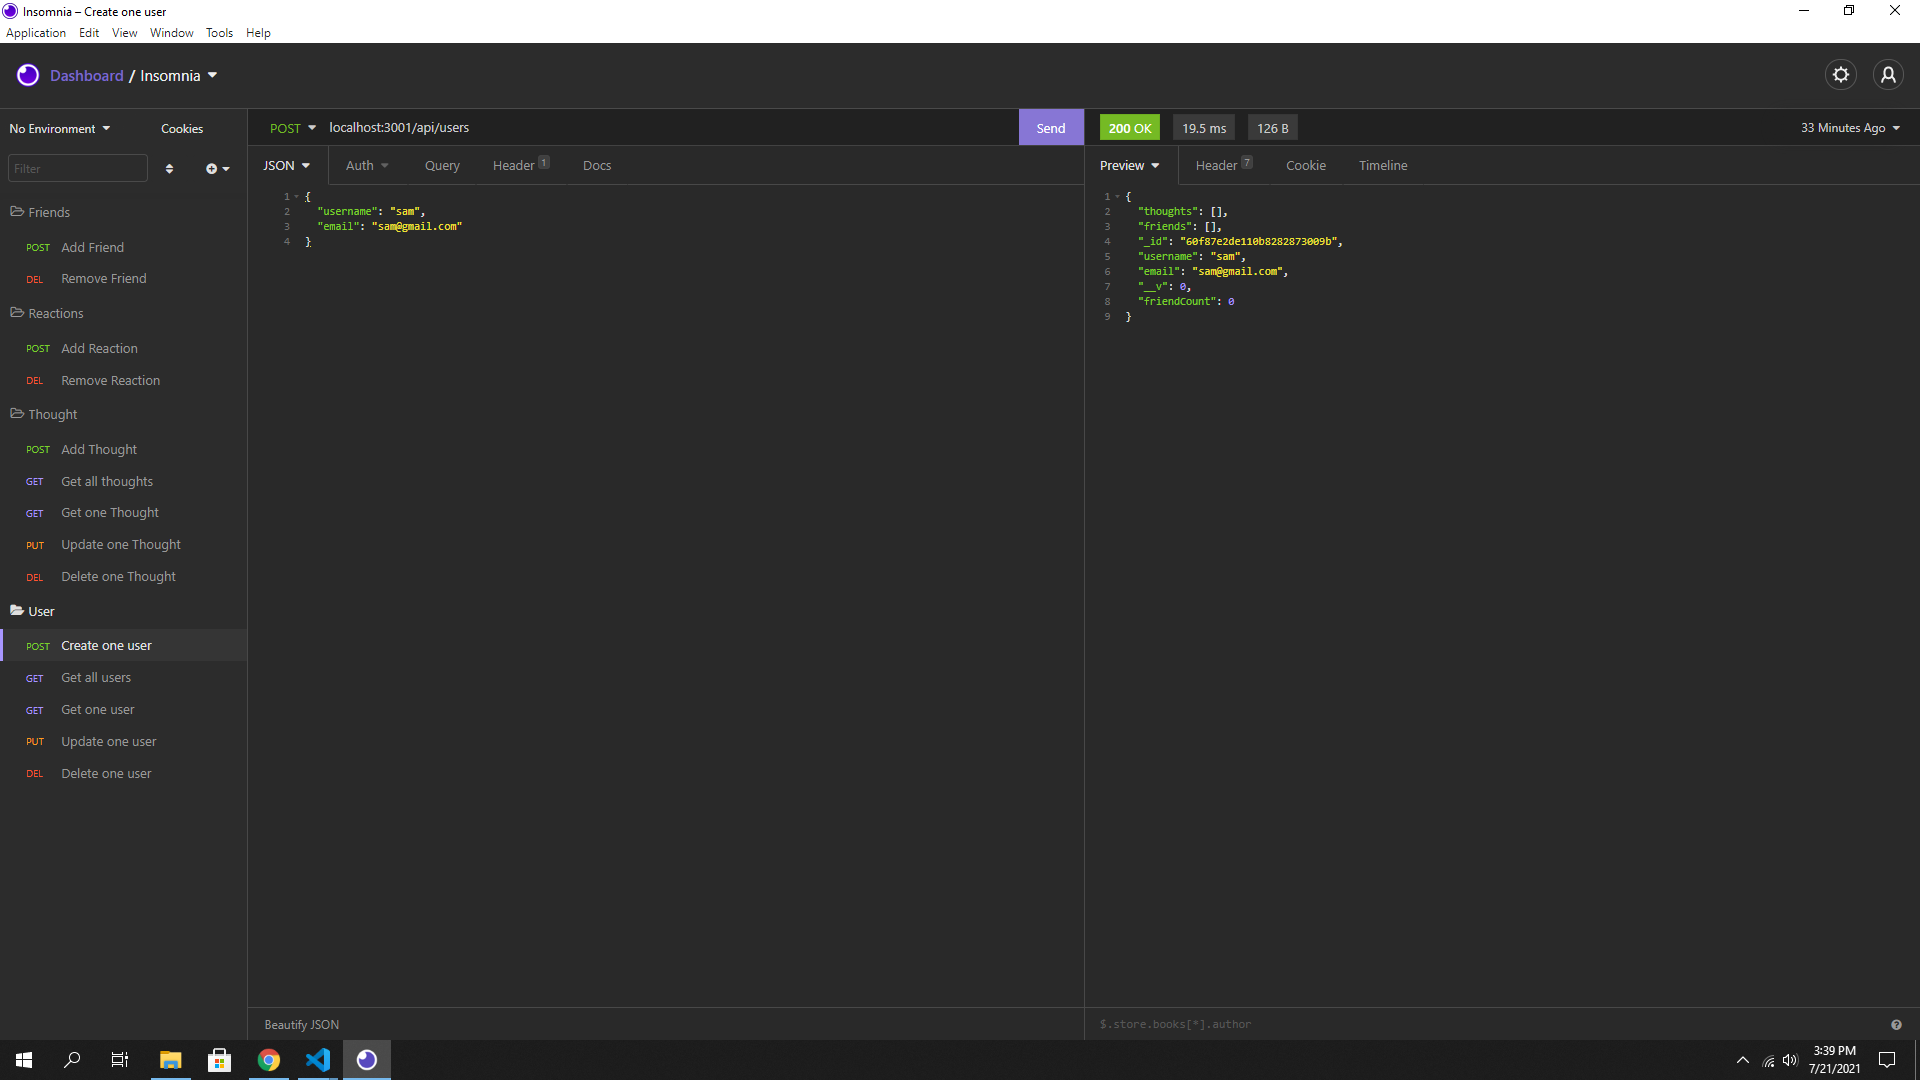 Insomnia – Create one user
Application Edit View Window Tools Help
Dashboard / Insomnia
No Environment Cookies
POST localhost:3001/api/users Send
200 OK 19.5 ms 126 B 33 Minutes Ago
Filter
JSON Auth Query Header 1 Docs
Preview Header 7 Cookie Timeline
Friends
POST Add Friend
DEL Remove Friend
Reactions
POST Add Reaction
DEL Remove Reaction
Thought
POST Add Thought
GET Get all thoughts
GET Get one Thought
PUT Update one Thought
DEL Delete one Thought
User
POST Create one user
GET Get all users
GET Get one user
PUT Update one user
DEL Delete one user
1 {
2 "username": "sam",
3 "email": "sam@gmail.com"
4 }
1 {
2 "thoughts": [],
3 "friends": [],
4 "_id": "60f87e2de110b8282873009b",
5 "username": "sam",
6 "email": "sam@gmail.com",
7 "__v": 0,
8 "friendCount": 0
9 }
Beautify JSON
$.store.books[*].author
3:39 PM
7/21/2021